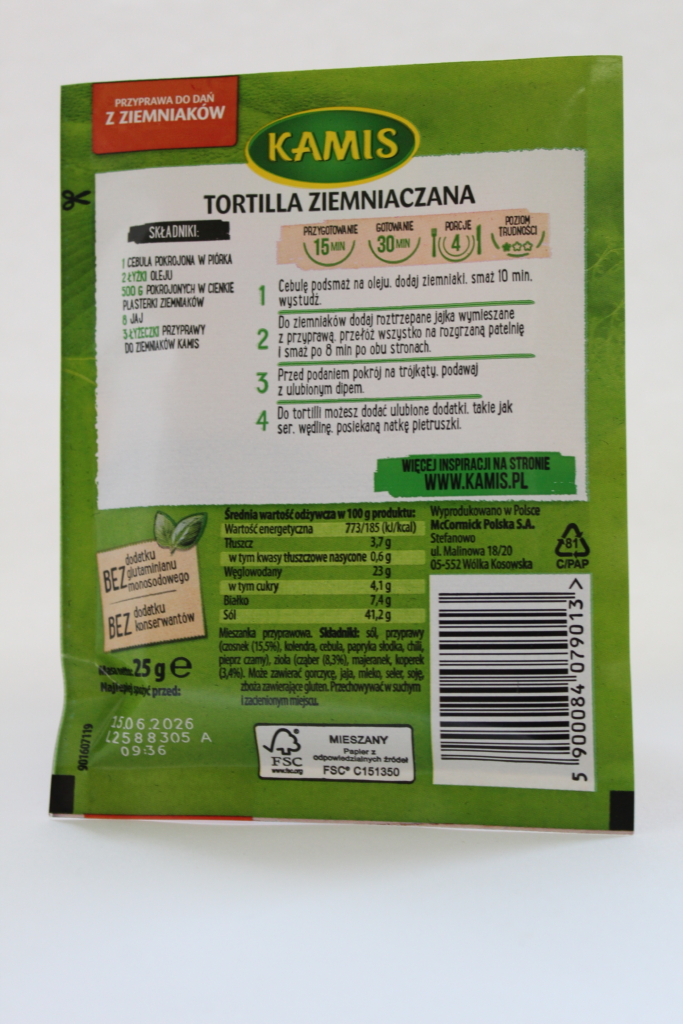 PRZYPRAWA DO DAŃ
Z ZIEMNIAKÓW
KAMIS
TORTILLA ZIEMNIACZANA
SKŁADNIKI:
1 CEBULA POKROJONA W PIÓRKA
2 ŁYŻKI OLEJU
500 G POKROJONYCH W CIENKIE
PLASTERKI ZIEMNIAKÓW
8 JAJ
3 ŁYŻECZKI PRZYPRAWY
DO ZIEMNIAKÓW KAMIS
PRZYGOTOWANIE
15 MIN
GOTOWANIE
30 MIN
PORCJE
4
POZIOM
TRUDNOŚCI
1 Cebulę podsmaż na oleju, dodaj ziemniaki, smaż 10 min,
wystudź.
2 Do ziemniaków dodaj roztrzepane jajka wymieszane
z przyprawą, przełóż wszystko na rozgrzaną patelnię
i smaż po 8 min po obu stronach.
3 Przed podaniem pokrój na trójkąty, podawaj
z ulubionym dipem.
4 Do tortilli możesz dodać ulubione dodatki, takie jak
ser, wędlinę, posiekaną natkę pietruszki.
WIĘCEJ INSPIRACJI NA STRONIE
WWW.KAMIS.PL
BEZ dodatku
glutaminianu
monosodowego
BEZ dodatku
konserwantów
Średnia wartość odżywcza w 100 g produktu:
Wartość energetyczna 773/185 (kJ/kcal)
Tłuszcz 3,7 g
w tym kwasy tłuszczowe nasycone 0,6 g
Węglowodany 23 g
w tym cukry 4,1 g
Białko 7,4 g
Sól 41,2 g
Wyprodukowano w Polsce
McCormick Polska S.A.
Stefanowo
ul. Malinowa 18/20
05-552 Wólka Kosowska
81
C/PAP
Mieszanka przyprawowa. Składniki: sól, przyprawy
(czosnek (15,5%), kolendra, cebula, papryka słodka, chili,
pieprz czarny), zioła (cząber (8,3%), majeranek, koperek
(3,4%). Może zawierać gorczycę, jaja, mleko, seler, soję,
zboża zawierające gluten. Przechowywać w suchym
i zacienionym miejscu.
25 g e
przed:
15.06.2026
L2588305 A
09:36
901607119
FSC
www.fsc.org
MIESZANY
Papier z
odpowiedzialnych źródeł
FSC® C151350
5 900084 079013 >